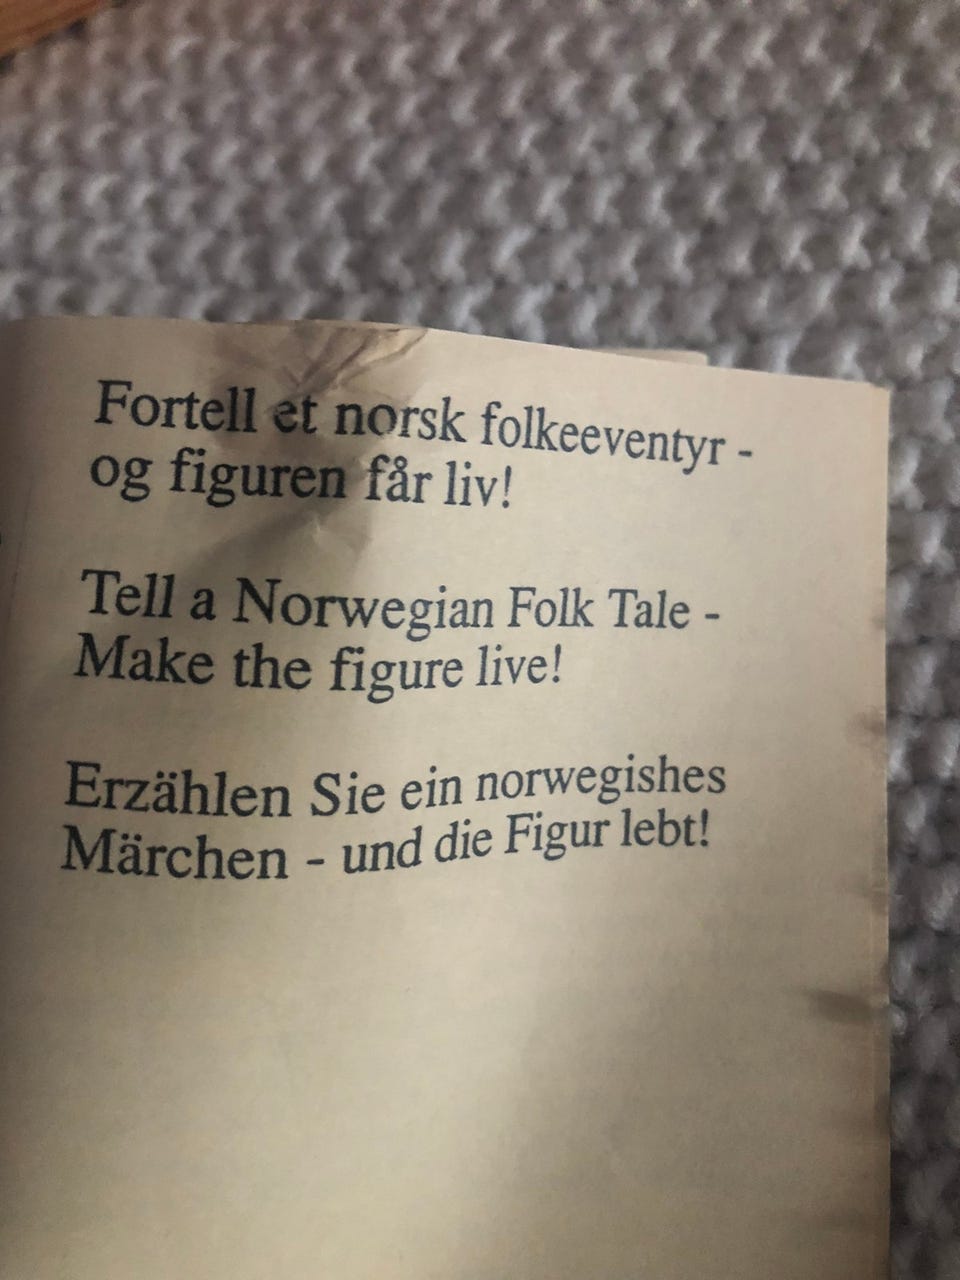 Fortell et norsk folkeeventyr -
og figuren får liv!
Tell a Norwegian Folk Tale -
Make the figure live!
Erzählen Sie ein norwegishes
Märchen - und die Figur lebt!